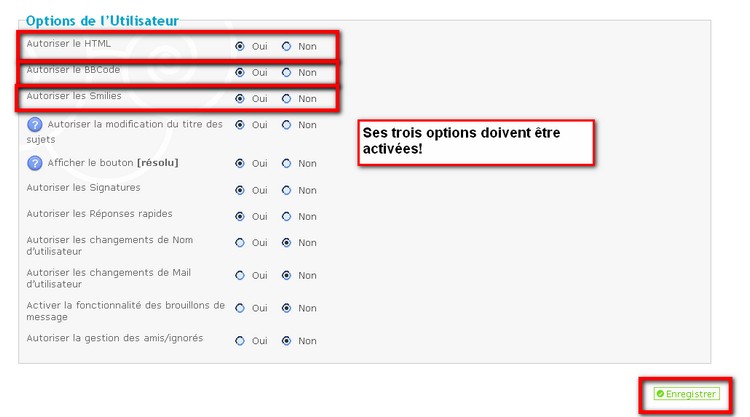 Options de l'Utilisateur
Autoriser le HTML Oui Non
Autoriser le BBCode Oui Non
Autoriser les Smilies Oui Non
? Autoriser la modification du titre des sujets Oui Non
Ses trois options doivent être
activées!
? Afficher le bouton [résolu] Oui Non
Autoriser les Signatures Oui Non
Autoriser les Réponses rapides Oui Non
Autoriser les changements de Nom
d'utilisateur Oui Non
Autoriser les changements de Mail
d'utilisateur Oui Non
Activer la fonctionnalité des brouillons de
message Oui Non
Autoriser la gestion des amis/ignorés Oui Non
Enregistrer